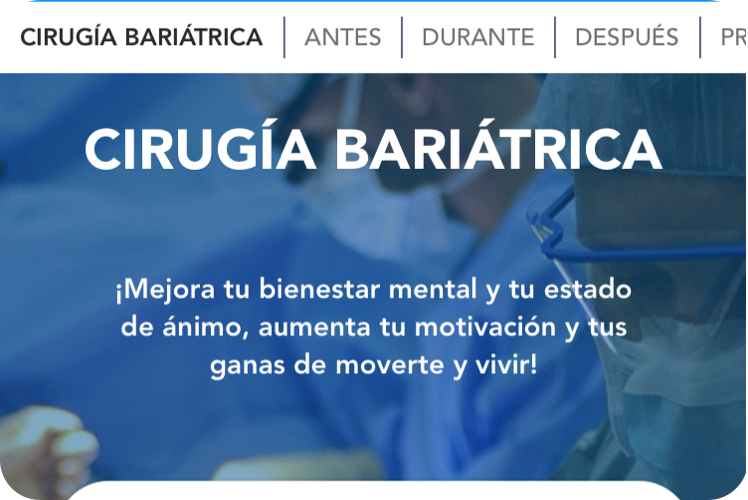 CIRUGÍA BARIÁTRICA | ANTES | DURANTE | DESPUÉS | PR
CIRUGÍA BARIÁTRICA
¡Mejora tu bienestar mental y tu estado
de ánimo, aumenta tu motivación y tus
ganas de moverte y vivir!